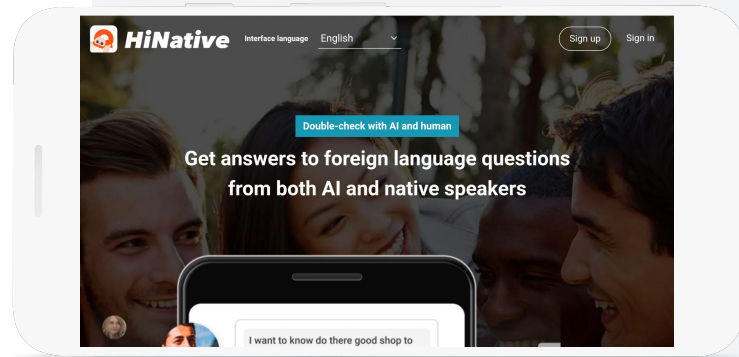 HiNative
Interface language
English
Sign up
Sign in
Double-check with AI and human
Get answers to foreign language questions
from both AI and native speakers
I want to know do there good shop to